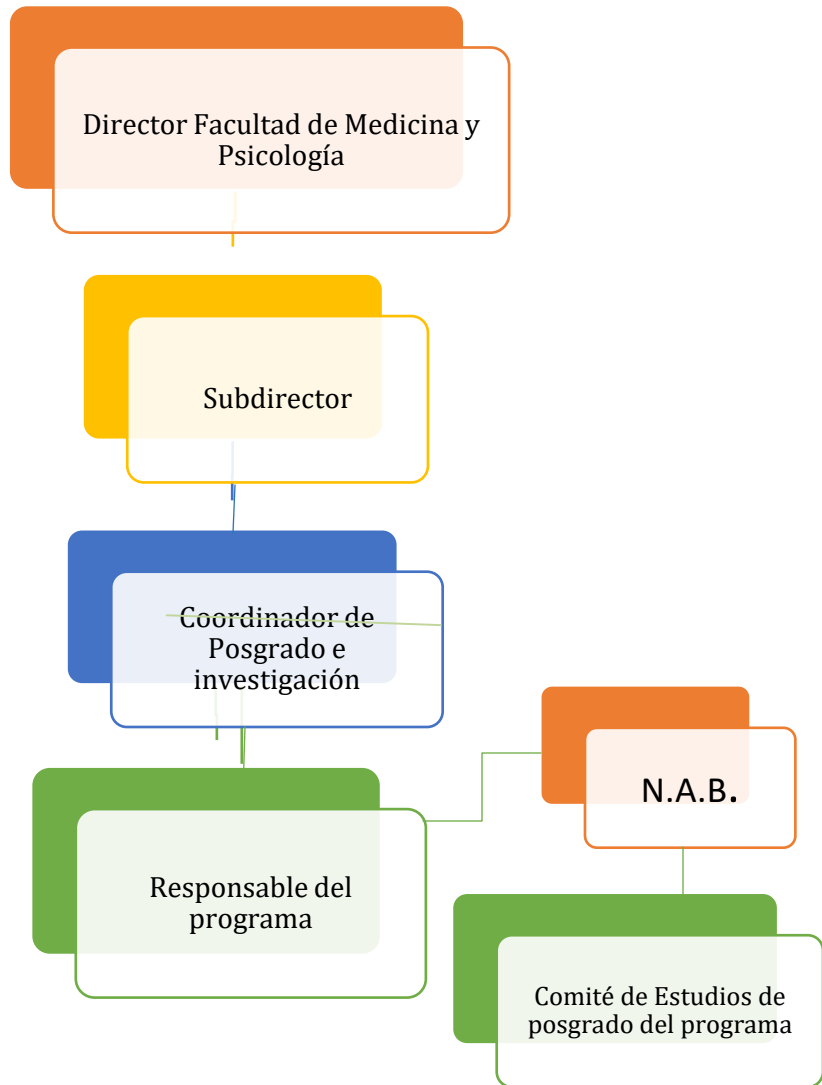 Director Facultad de Medicina y
Psicología
Subdirector
Coordinador de
Posgrado e
investigación
Responsable del
programa
N.A.B.
Comité de Estudios de
posgrado del programa